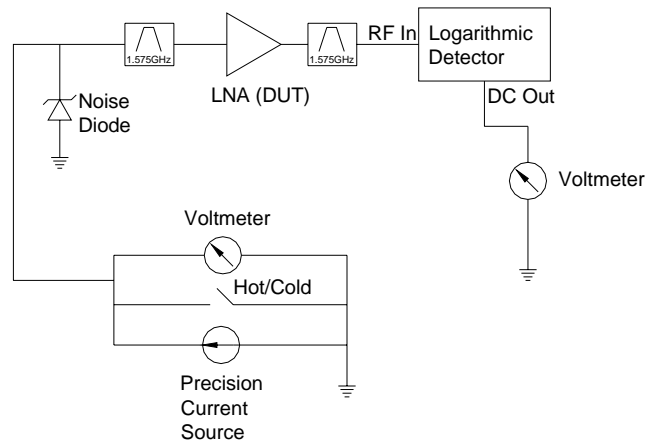 1.575GHz
LNA (DUT)
1.575GHz
RF In
Logarithmic
Detector
DC Out
Noise
Diode
Voltmeter
Voltmeter
Hot/Cold
Precision
Current
Source